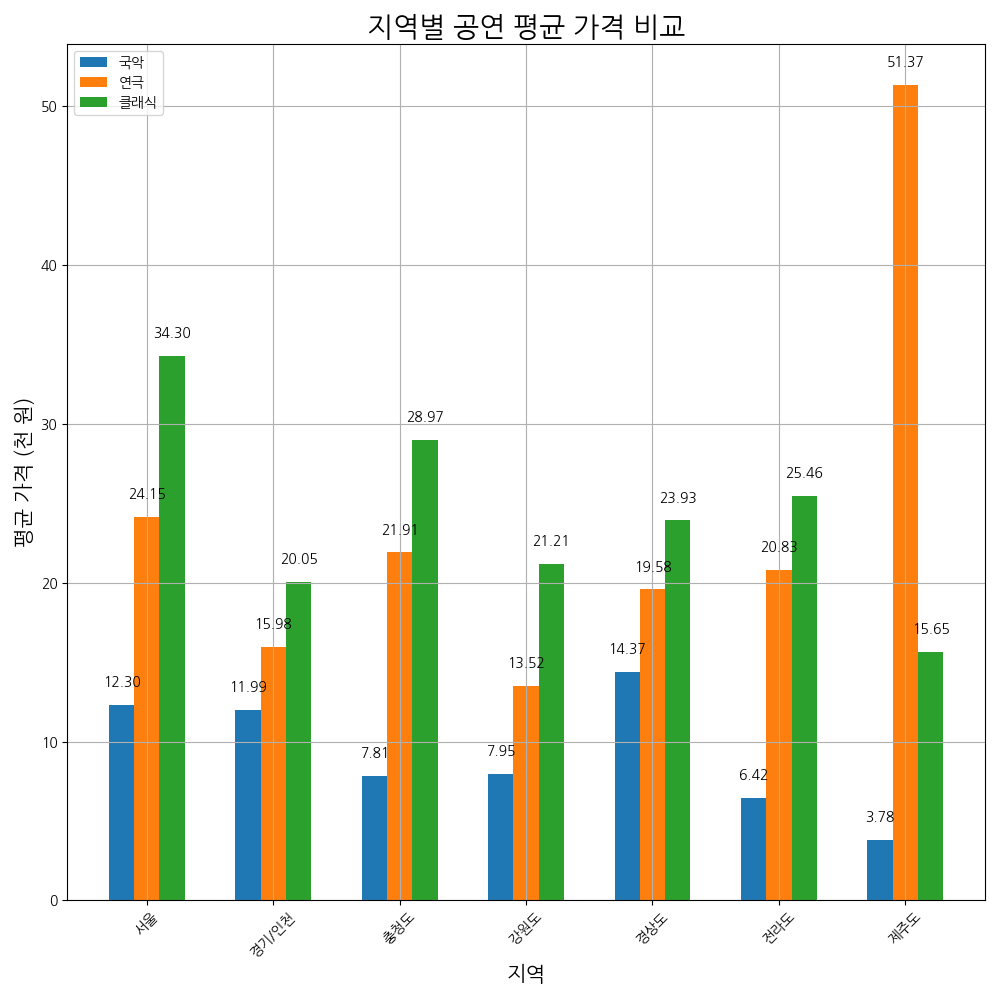 지역별 공연 평균 가격 비교
국악
연극
클래식
평균 가격 (천 원)
50
40
30
20
10
0
12.30
24.15
34.30
11.99
15.98
20.05
7.81
21.91
28.97
7.95
13.52
21.21
14.37
19.58
23.93
6.42
20.83
25.46
3.78
51.37
15.65
서울
경기/인천
충청도
강원도
경상도
전라도
제주도
지역